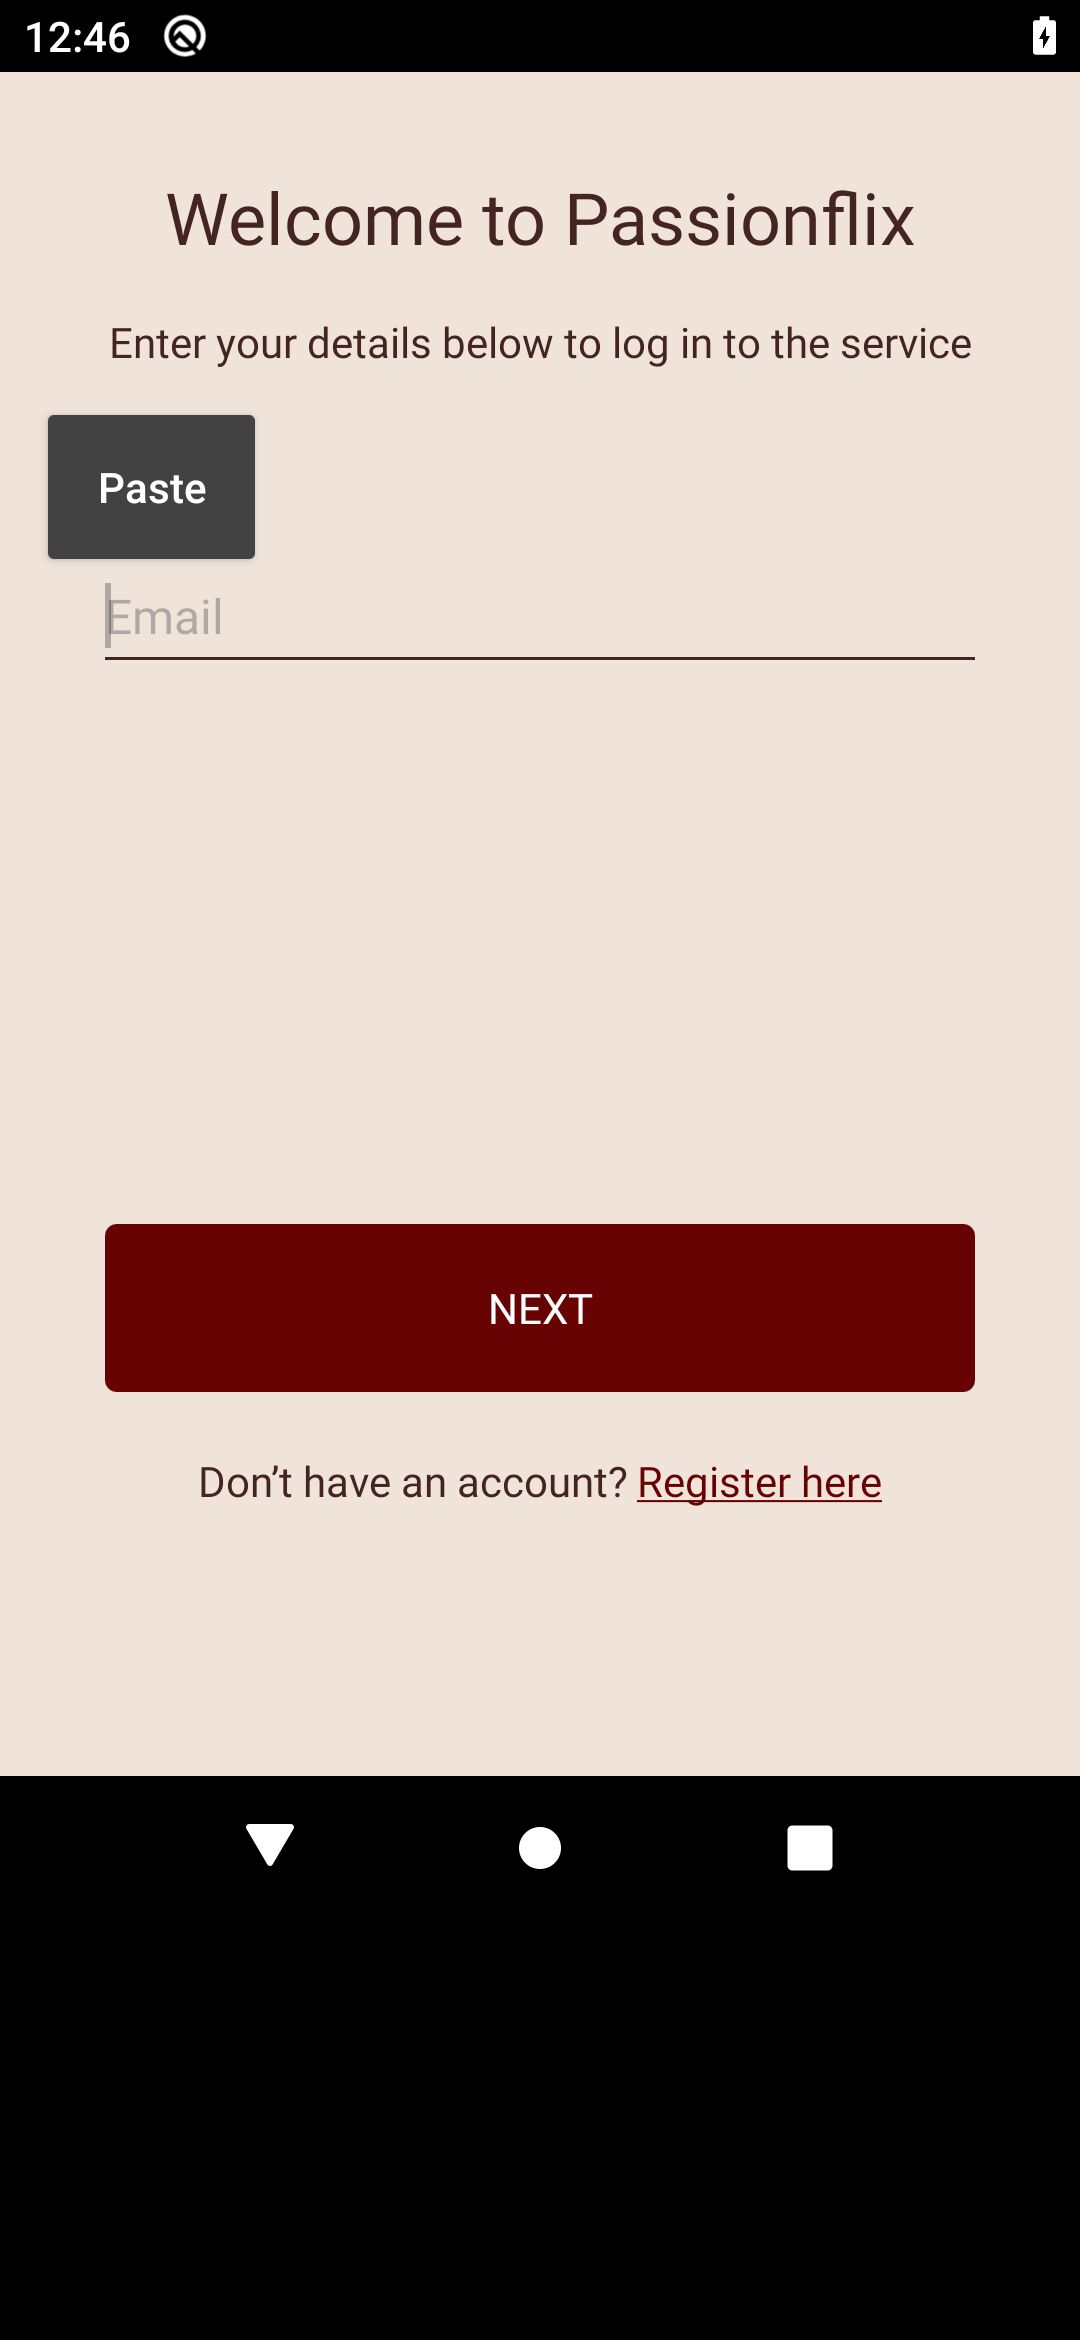 12:46
Welcome to Passionflix
Enter your details below to log in to the service
Paste
Email
NEXT
Don’t have an account? Register here